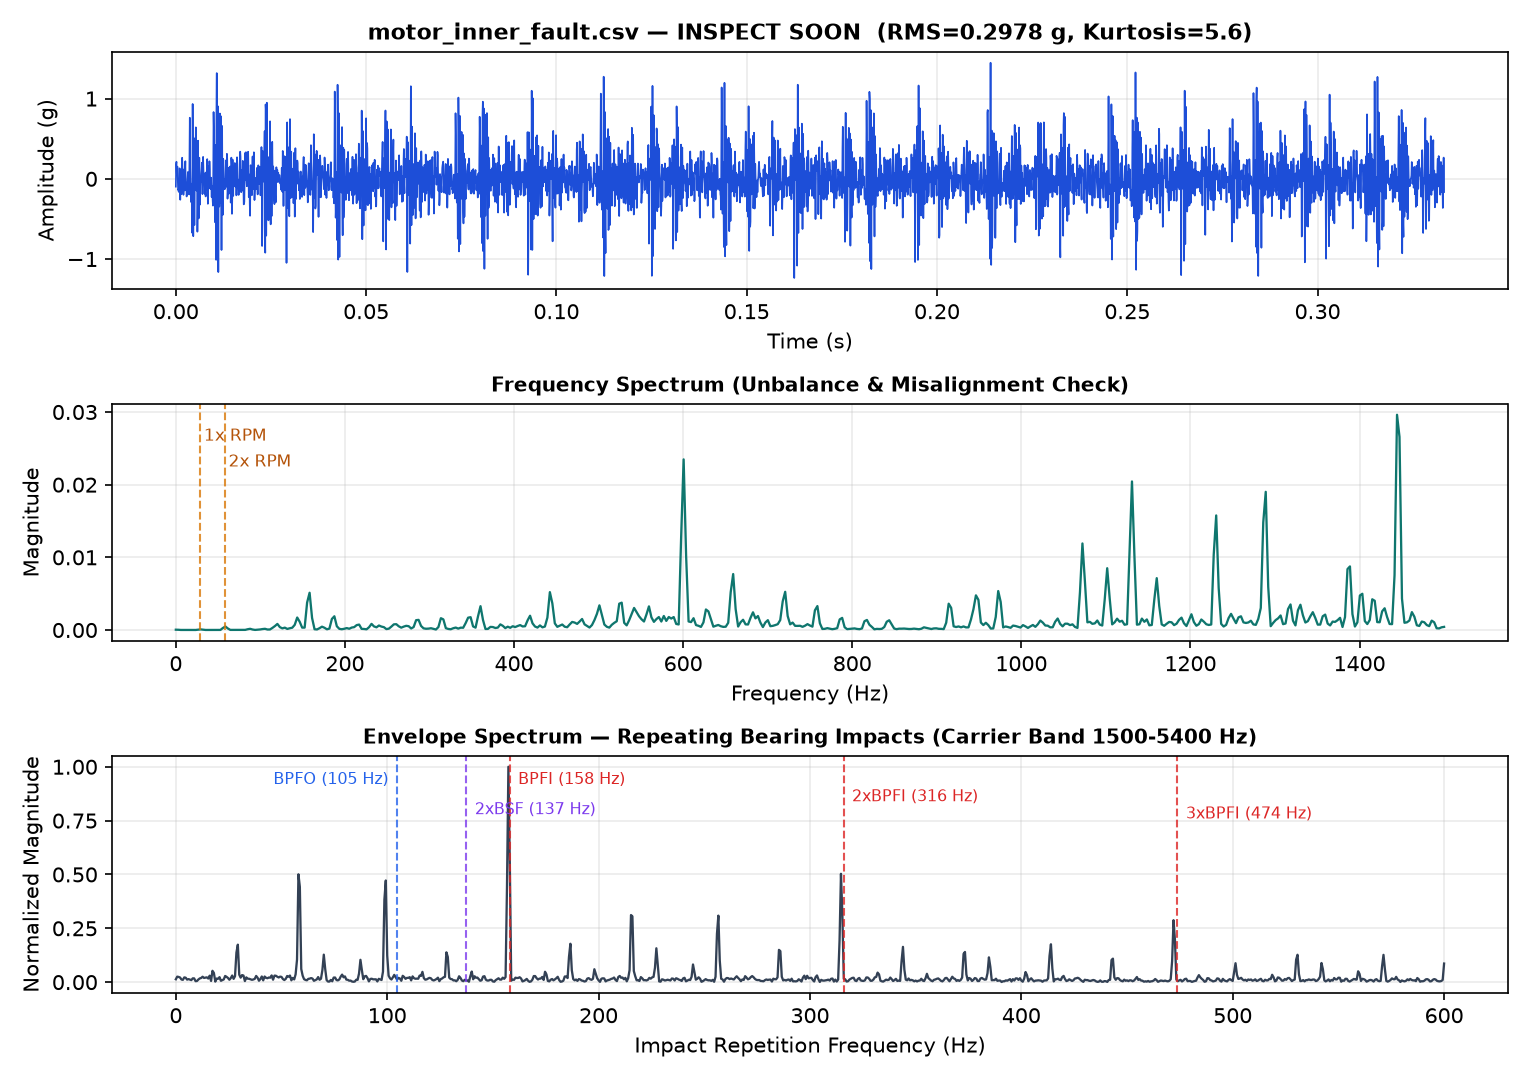 motor_inner_fault.csv — INSPECT SOON  (RMS=0.2978 g, Kurtosis=5.6)
Amplitude (g)
1
0
−1
0.00 0.05 0.10 0.15 0.20 0.25 0.30
Time (s)
Frequency Spectrum (Unbalance & Misalignment Check)
Magnitude
0.03
0.02
0.01
0.00
1x RPM
2x RPM
0 200 400 600 800 1000 1200 1400
Frequency (Hz)
Envelope Spectrum — Repeating Bearing Impacts (Carrier Band 1500-5400 Hz)
Normalized Magnitude
1.00
0.75
0.50
0.25
0.00
BPFO (105 Hz)
BPFI (158 Hz)
2xBSF (137 Hz)
2xBPFI (316 Hz)
3xBPFI (474 Hz)
0 100 200 300 400 500 600
Impact Repetition Frequency (Hz)